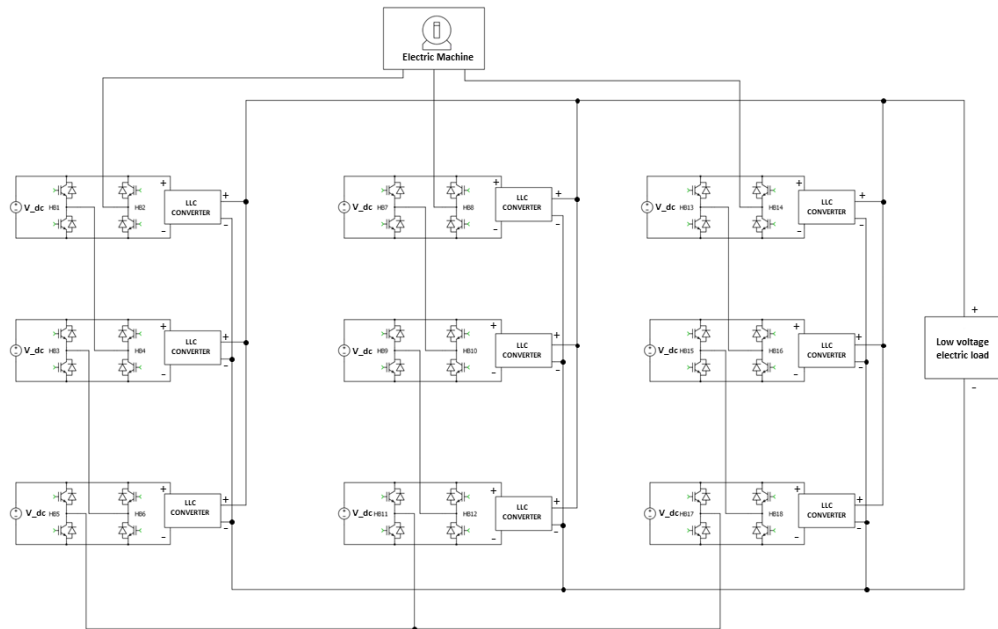 Electric Machine
+ + +
V_dc HB1 HB2 LLC CONVERTER + V_dc HB7 HB8 LLC CONVERTER + V_dc HB13 HB14 LLC CONVERTER +
− − − − − −
+ + +
V_dc HB3 HB4 LLC CONVERTER + V_dc HB9 HB10 LLC CONVERTER + V_dc HB15 HB16 LLC CONVERTER +
− − − − − −
+
Low voltage
electric load
−
+ + +
V_dc HB5 HB6 LLC CONVERTER + V_dc HB11 HB12 LLC CONVERTER + V_dc HB17 HB18 LLC CONVERTER +
− − − − − −